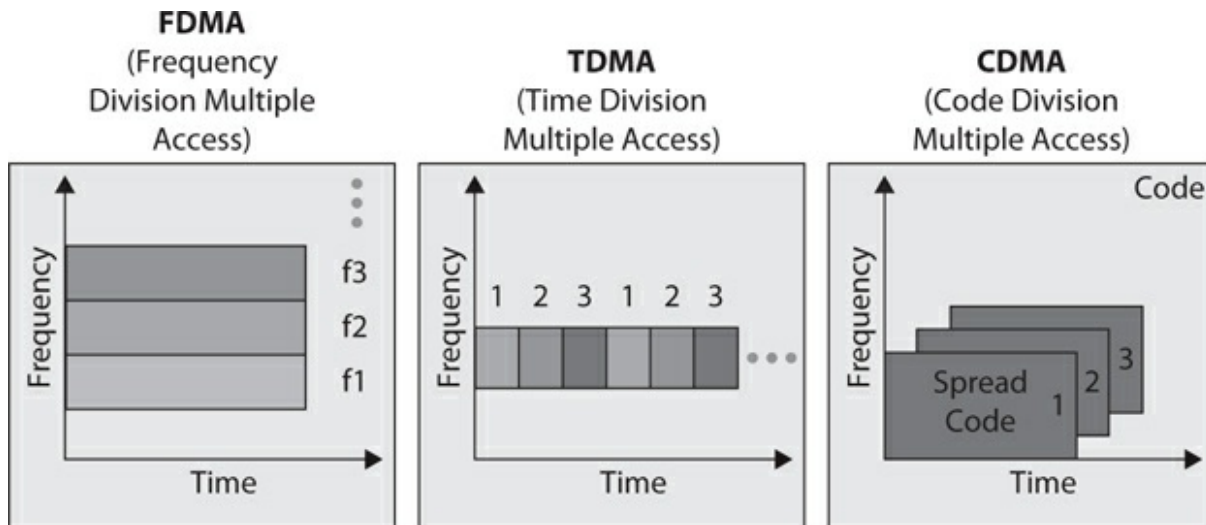 FDMA
(Frequency
Division Multiple
Access)
f3
f2
f1
Frequency
Time
TDMA
(Time Division
Multiple Access)
1 2 3 1 2 3
Frequency
Time
CDMA
(Code Division
Multiple Access)
Code
Frequency
3
2
1
Spread
Code
Time